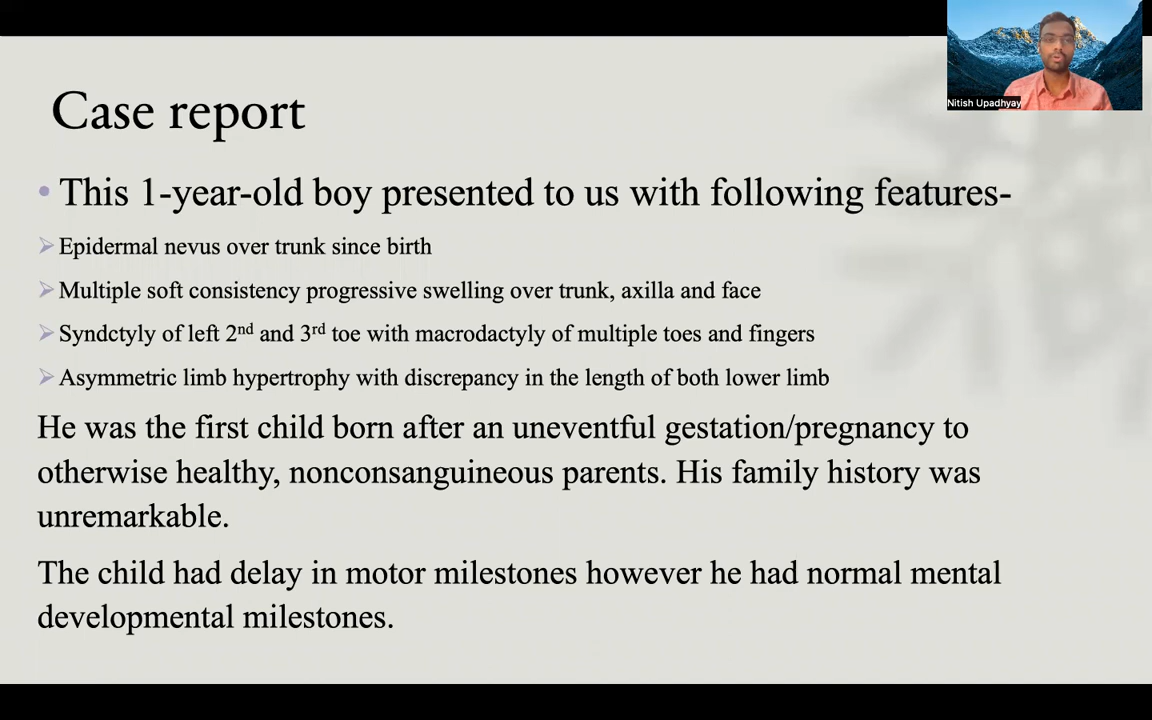 Nitish Upadhyay
Case report
• This 1-year-old boy presented to us with following features-
➢ Epidermal nevus over trunk since birth
➢ Multiple soft consistency progressive swelling over trunk, axilla and face
➢ Syndctyly of left 2nd and 3rd toe with macrodactyly of multiple toes and fingers
➢ Asymmetric limb hypertrophy with discrepancy in the length of both lower limb
He was the first child born after an uneventful gestation/pregnancy to
otherwise healthy, nonconsanguineous parents. His family history was
unremarkable.
The child had delay in motor milestones however he had normal mental
developmental milestones.